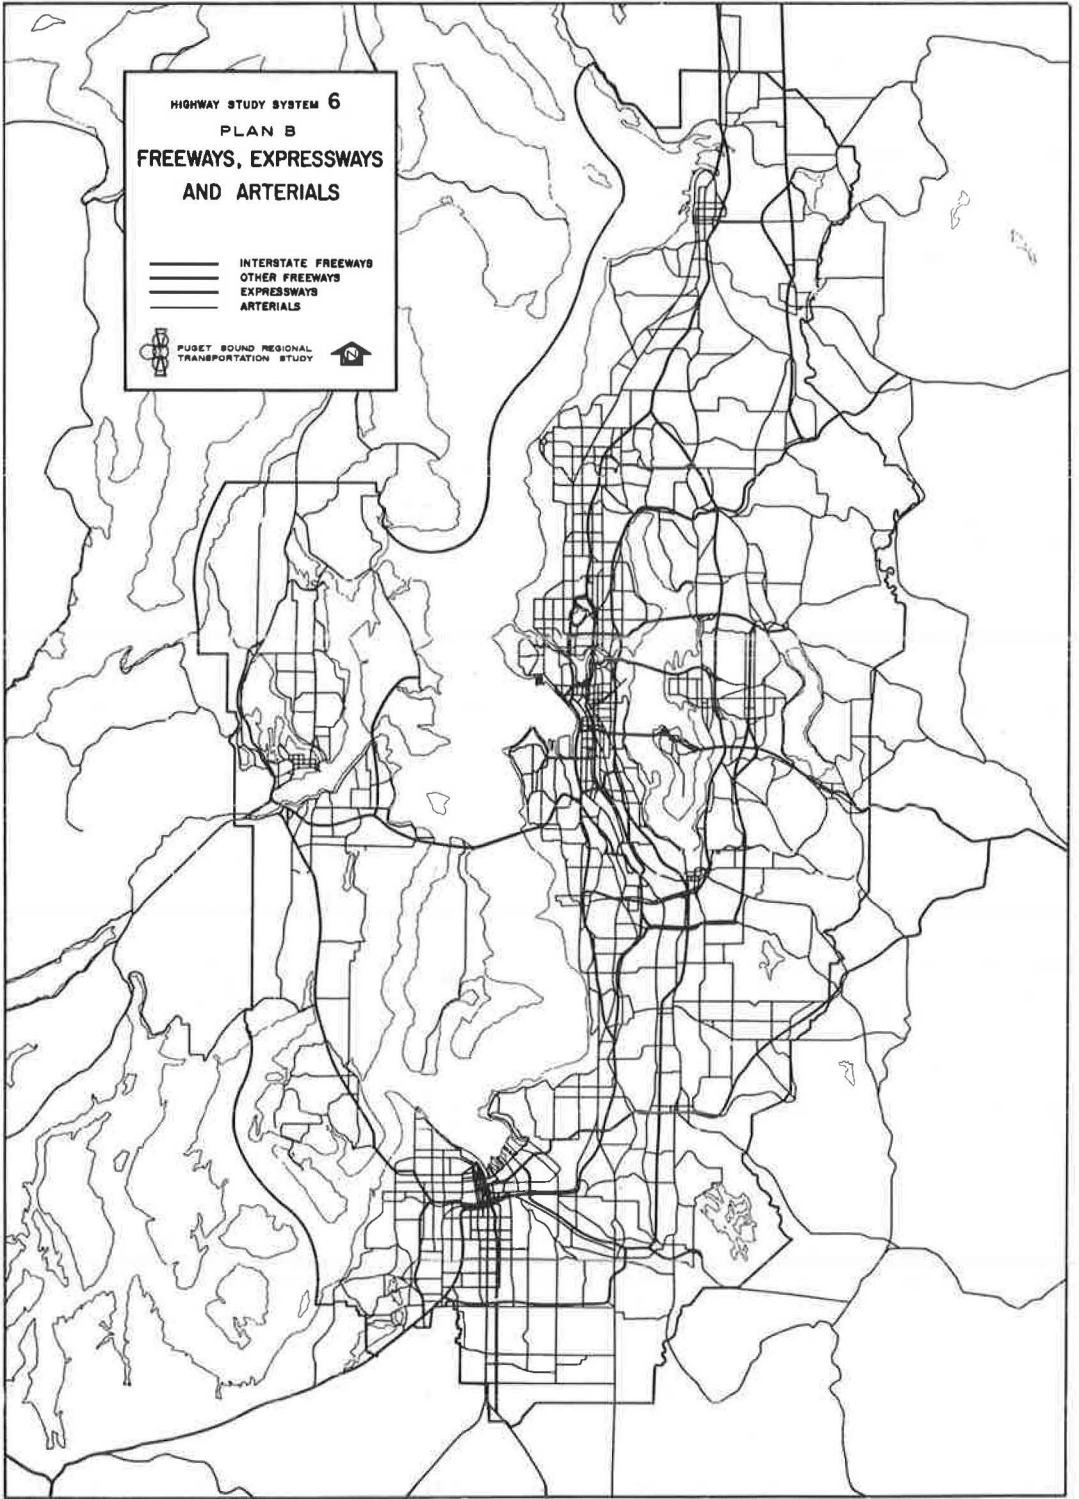 HIGHWAY STUDY SYSTEM 6
PLAN B
FREEWAYS, EXPRESSWAYS
AND ARTERIALS
INTERSTATE FREEWAYS
OTHER FREEWAYS
EXPRESSWAYS
ARTERIALS
PUGET SOUND REGIONAL
TRANSPORTATION STUDY
N